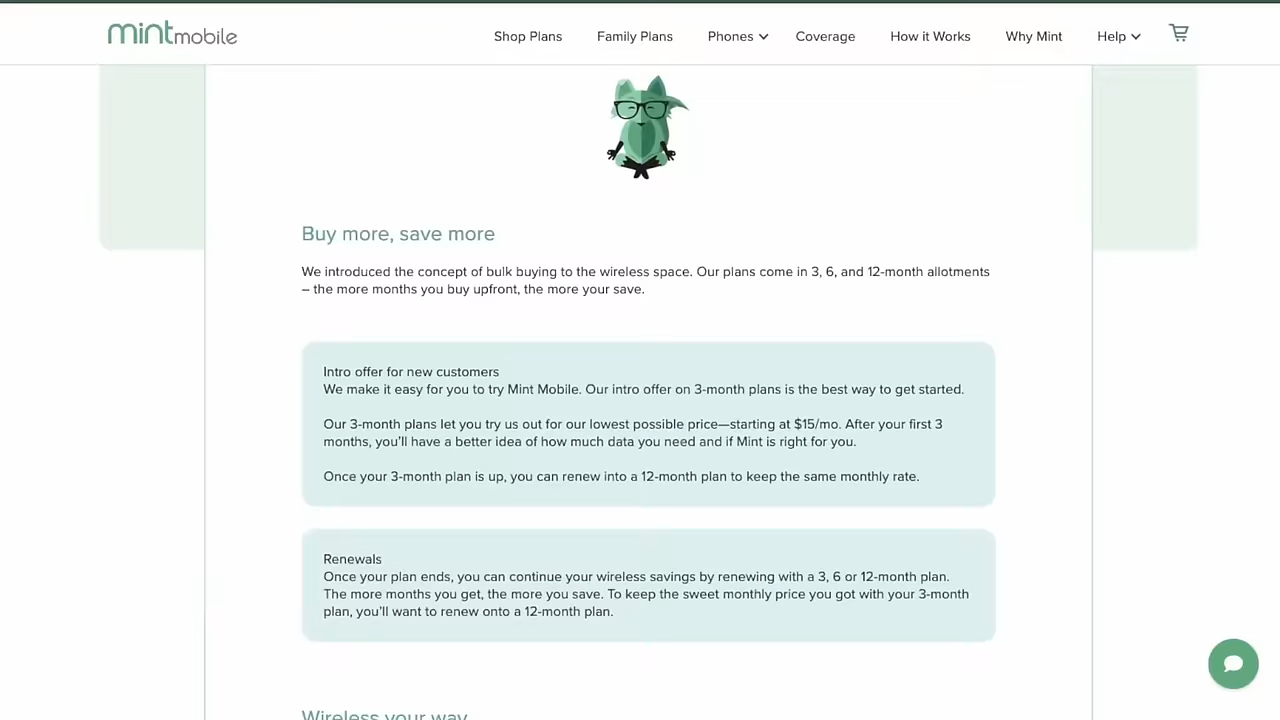 mintmobile
Shop Plans
Family Plans
Phones
Coverage
How it Works
Why Mint
Help
Buy more, save more
We introduced the concept of bulk buying to the wireless space. Our plans come in 3, 6, and 12-month allotments
– the more months you buy upfront, the more your save.
Intro offer for new customers
We make it easy for you to try Mint Mobile. Our intro offer on 3-month plans is the best way to get started.
Our 3-month plans let you try us out for our lowest possible price—starting at $15/mo. After your first 3
months, you'll have a better idea of how much data you need and if Mint is right for you.
Once your 3-month plan is up, you can renew into a 12-month plan to keep the same monthly rate.
Renewals
Once your plan ends, you can continue your wireless savings by renewing with a 3, 6 or 12-month plan.
The more months you get, the more you save. To keep the sweet monthly price you got with your 3-month
plan, you'll want to renew onto a 12-month plan.
Wireless your way